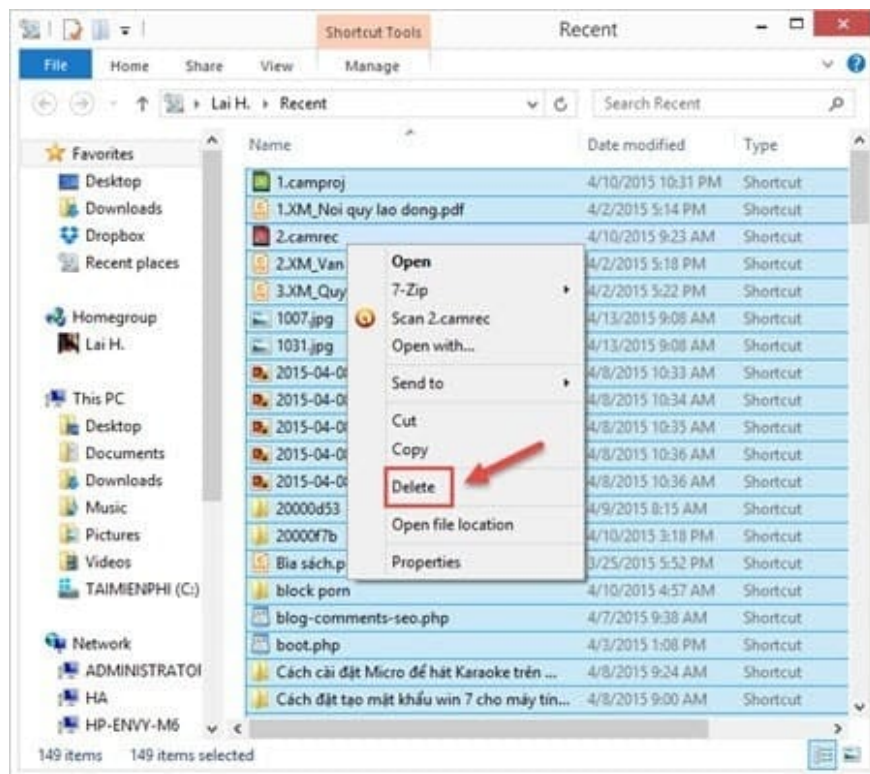 Shortcut Tools
Recent
File Home Share View Manage
Lai H. Recent
Search Recent
Name Date modified Type
Favorites
Desktop
Downloads
Dropbox
Recent places
Homegroup
Lai H.
This PC
Desktop
Documents
Downloads
Music
Pictures
Videos
TAIMIENPHI (C:)
Network
ADMINISTRATOI
HA
HP-ENVY-M6
1.camproj 4/10/2015 10:31 PM Shortcut
1.XM_Noi quy lao dong.pdf 4/2/2015 5:14 PM Shortcut
2.camrec 4/10/2015 9:23 AM Shortcut
2.XM_Van 4/2/2015 5:18 PM Shortcut
3.XM_Quy 4/2/2015 5:22 PM Shortcut
1007.jpg 4/13/2015 9:08 AM Shortcut
1031.jpg 4/13/2015 9:08 AM Shortcut
2015-04-08 4/8/2015 10:33 AM Shortcut
2015-04-08 4/8/2015 10:34 AM Shortcut
2015-04-08 4/8/2015 10:35 AM Shortcut
2015-04-08 4/8/2015 10:36 AM Shortcut
2015-04-08 4/8/2015 10:36 AM Shortcut
20000d53 4/9/2015 8:15 AM Shortcut
20000f7b 4/10/2015 3:18 PM Shortcut
Bia sách.p 3/25/2015 5:52 PM Shortcut
block porn 4/10/2015 4:57 AM Shortcut
blog-comments-seo.php 4/7/2015 9:38 AM Shortcut
boot.php 4/3/2015 1:08 PM Shortcut
Cách cài đặt Micro để hát Karaoke trên ... 4/8/2015 9:24 AM Shortcut
Cách đặt tạo mật khẩu win 7 cho máy tín... 4/8/2015 9:00 AM Shortcut
Open
7-Zip
Scan 2.camrec
Open with...
Send to
Cut
Copy
Delete
Open file location
Properties
149 items 149 items selected